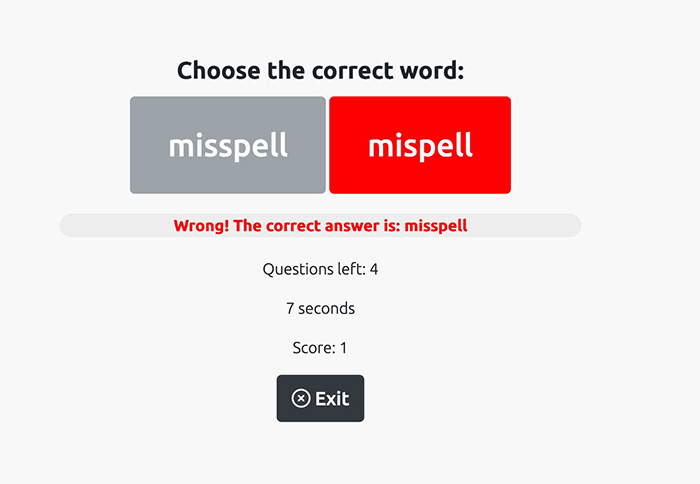 Choose the correct word:
misspell mispell
Wrong! The correct answer is: misspell
Questions left: 4
7 seconds
Score: 1
Exit